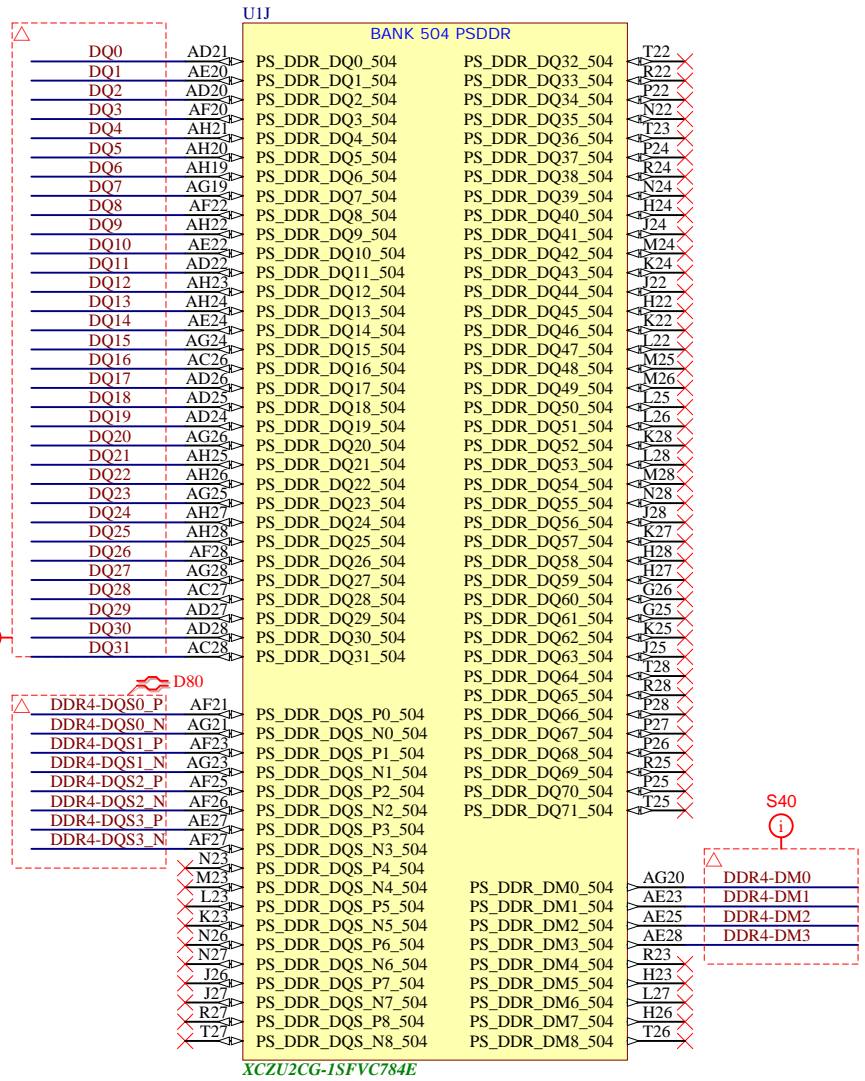 U1J
BANK 504 PSDDR
DQ0 AD21 PS_DDR_DQ0_504 PS_DDR_DQ32_504 T22
DQ1 AE20 PS_DDR_DQ1_504 PS_DDR_DQ33_504 R22
DQ2 AD20 PS_DDR_DQ2_504 PS_DDR_DQ34_504 P22
DQ3 AF20 PS_DDR_DQ3_504 PS_DDR_DQ35_504 N22
DQ4 AH21 PS_DDR_DQ4_504 PS_DDR_DQ36_504 T23
DQ5 AH20 PS_DDR_DQ5_504 PS_DDR_DQ37_504 P24
DQ6 AH19 PS_DDR_DQ6_504 PS_DDR_DQ38_504 R24
DQ7 AG19 PS_DDR_DQ7_504 PS_DDR_DQ39_504 N24
DQ8 AF22 PS_DDR_DQ8_504 PS_DDR_DQ40_504 H24
DQ9 AH22 PS_DDR_DQ9_504 PS_DDR_DQ41_504 J24
DQ10 AE22 PS_DDR_DQ10_504 PS_DDR_DQ42_504 M24
DQ11 AD22 PS_DDR_DQ11_504 PS_DDR_DQ43_504 K24
DQ12 AH23 PS_DDR_DQ12_504 PS_DDR_DQ44_504 J22
DQ13 AH24 PS_DDR_DQ13_504 PS_DDR_DQ45_504 H22
DQ14 AE24 PS_DDR_DQ14_504 PS_DDR_DQ46_504 K22
DQ15 AG24 PS_DDR_DQ15_504 PS_DDR_DQ47_504 L22
DQ16 AC26 PS_DDR_DQ16_504 PS_DDR_DQ48_504 M25
DQ17 AD26 PS_DDR_DQ17_504 PS_DDR_DQ49_504 M26
DQ18 AD25 PS_DDR_DQ18_504 PS_DDR_DQ50_504 L25
DQ19 AD24 PS_DDR_DQ19_504 PS_DDR_DQ51_504 L26
DQ20 AG26 PS_DDR_DQ20_504 PS_DDR_DQ52_504 K28
DQ21 AH25 PS_DDR_DQ21_504 PS_DDR_DQ53_504 L28
DQ22 AH26 PS_DDR_DQ22_504 PS_DDR_DQ54_504 M28
DQ23 AG25 PS_DDR_DQ23_504 PS_DDR_DQ55_504 N28
DQ24 AH27 PS_DDR_DQ24_504 PS_DDR_DQ56_504 J28
DQ25 AH28 PS_DDR_DQ25_504 PS_DDR_DQ57_504 K27
DQ26 AF28 PS_DDR_DQ26_504 PS_DDR_DQ58_504 H28
DQ27 AG28 PS_DDR_DQ27_504 PS_DDR_DQ59_504 H27
DQ28 AC27 PS_DDR_DQ28_504 PS_DDR_DQ60_504 G26
DQ29 AD27 PS_DDR_DQ29_504 PS_DDR_DQ61_504 G25
DQ30 AD28 PS_DDR_DQ30_504 PS_DDR_DQ62_504 K25
DQ31 AC28 PS_DDR_DQ31_504 PS_DDR_DQ63_504 J25
PS_DDR_DQ64_504 T28
D80 PS_DDR_DQ65_504 R28
DDR4-DQS0_P AF21 PS_DDR_DQS_P0_504 PS_DDR_DQ66_504 P28
DDR4-DQS0_N AG21 PS_DDR_DQS_N0_504 PS_DDR_DQ67_504 P27
DDR4-DQS1_P AF23 PS_DDR_DQS_P1_504 PS_DDR_DQ68_504 P26
DDR4-DQS1_N AG23 PS_DDR_DQS_N1_504 PS_DDR_DQ69_504 R25
DDR4-DQS2_P AF25 PS_DDR_DQS_P2_504 PS_DDR_DQ70_504 P25
DDR4-DQS2_N AF26 PS_DDR_DQS_N2_504 PS_DDR_DQ71_504 T25
S40
i
DDR4-DQS3_P AE27 PS_DDR_DQS_P3_504
DDR4-DQS3_N AF27 PS_DDR_DQS_N3_504
N23 PS_DDR_DQS_P4_504
M23 PS_DDR_DQS_N4_504 PS_DDR_DM0_504 AG20 DDR4-DM0
L23 PS_DDR_DQS_P5_504 PS_DDR_DM1_504 AE23 DDR4-DM1
K23 PS_DDR_DQS_N5_504 PS_DDR_DM2_504 AE25 DDR4-DM2
N26 PS_DDR_DQS_P6_504 PS_DDR_DM3_504 AE28 DDR4-DM3
N27 PS_DDR_DQS_N6_504 PS_DDR_DM4_504 R23
J26 PS_DDR_DQS_P7_504 PS_DDR_DM5_504 H23
J27 PS_DDR_DQS_N7_504 PS_DDR_DM6_504 L27
R27 PS_DDR_DQS_P8_504 PS_DDR_DM7_504 H26
T27 PS_DDR_DQS_N8_504 PS_DDR_DM8_504 T26
XCZU2CG-1SFVC784E